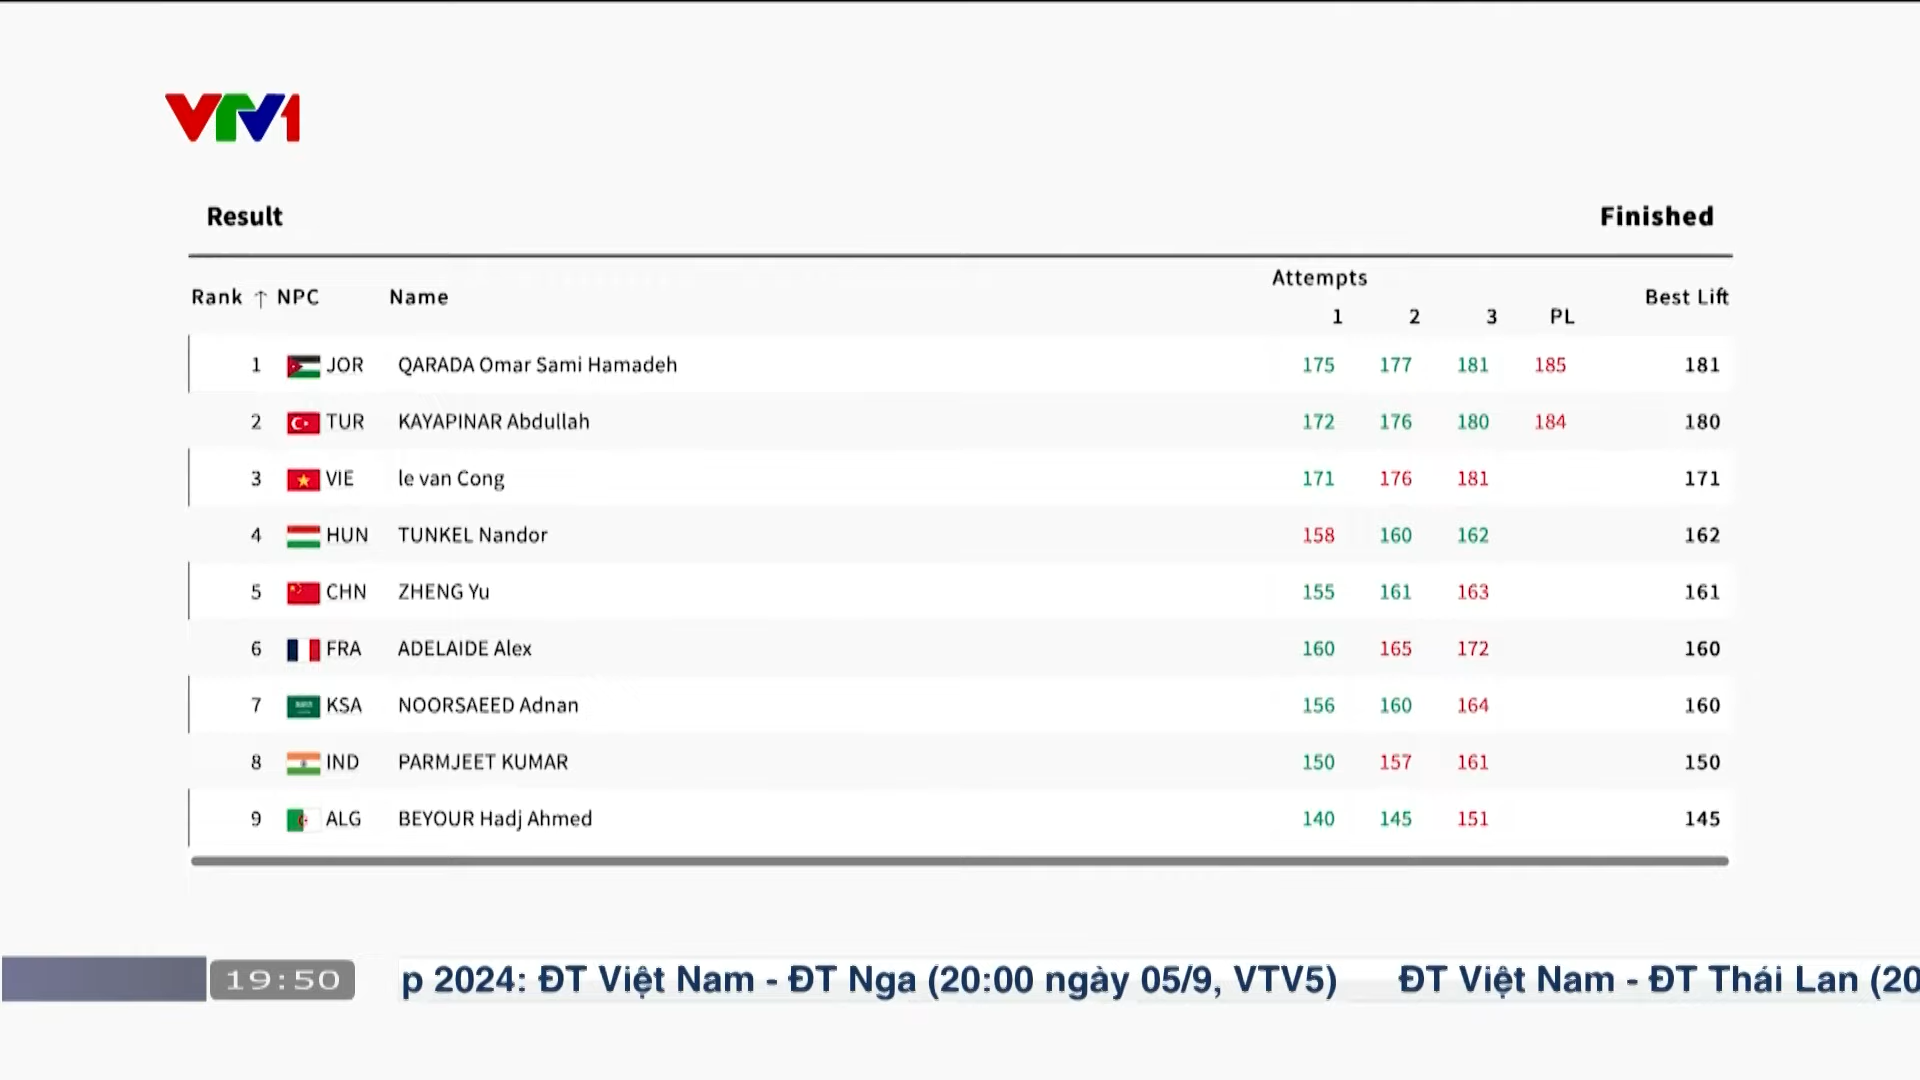 VTV1
Result Finished
Attempts
Rank ↑ NPC Name Best Lift
1 2 3 PL
1 JOR QARADA Omar Sami Hamadeh 175 177 181 185 181
2 TUR KAYAPINAR Abdullah 172 176 180 184 180
3 VIE le van Cong 171 176 181 171
4 HUN TUNKEL Nandor 158 160 162 162
5 CHN ZHENG Yu 155 161 163 161
6 FRA ADELAIDE Alex 160 165 172 160
7 KSA NOORSAEED Adnan 156 160 164 160
8 IND PARMJEET KUMAR 150 157 161 150
9 ALG BEYOUR Hadj Ahmed 140 145 151 145
19:50 p 2024: ĐT Việt Nam - ĐT Nga (20:00 ngày 05/9, VTV5) ĐT Việt Nam - ĐT Thái Lan (20